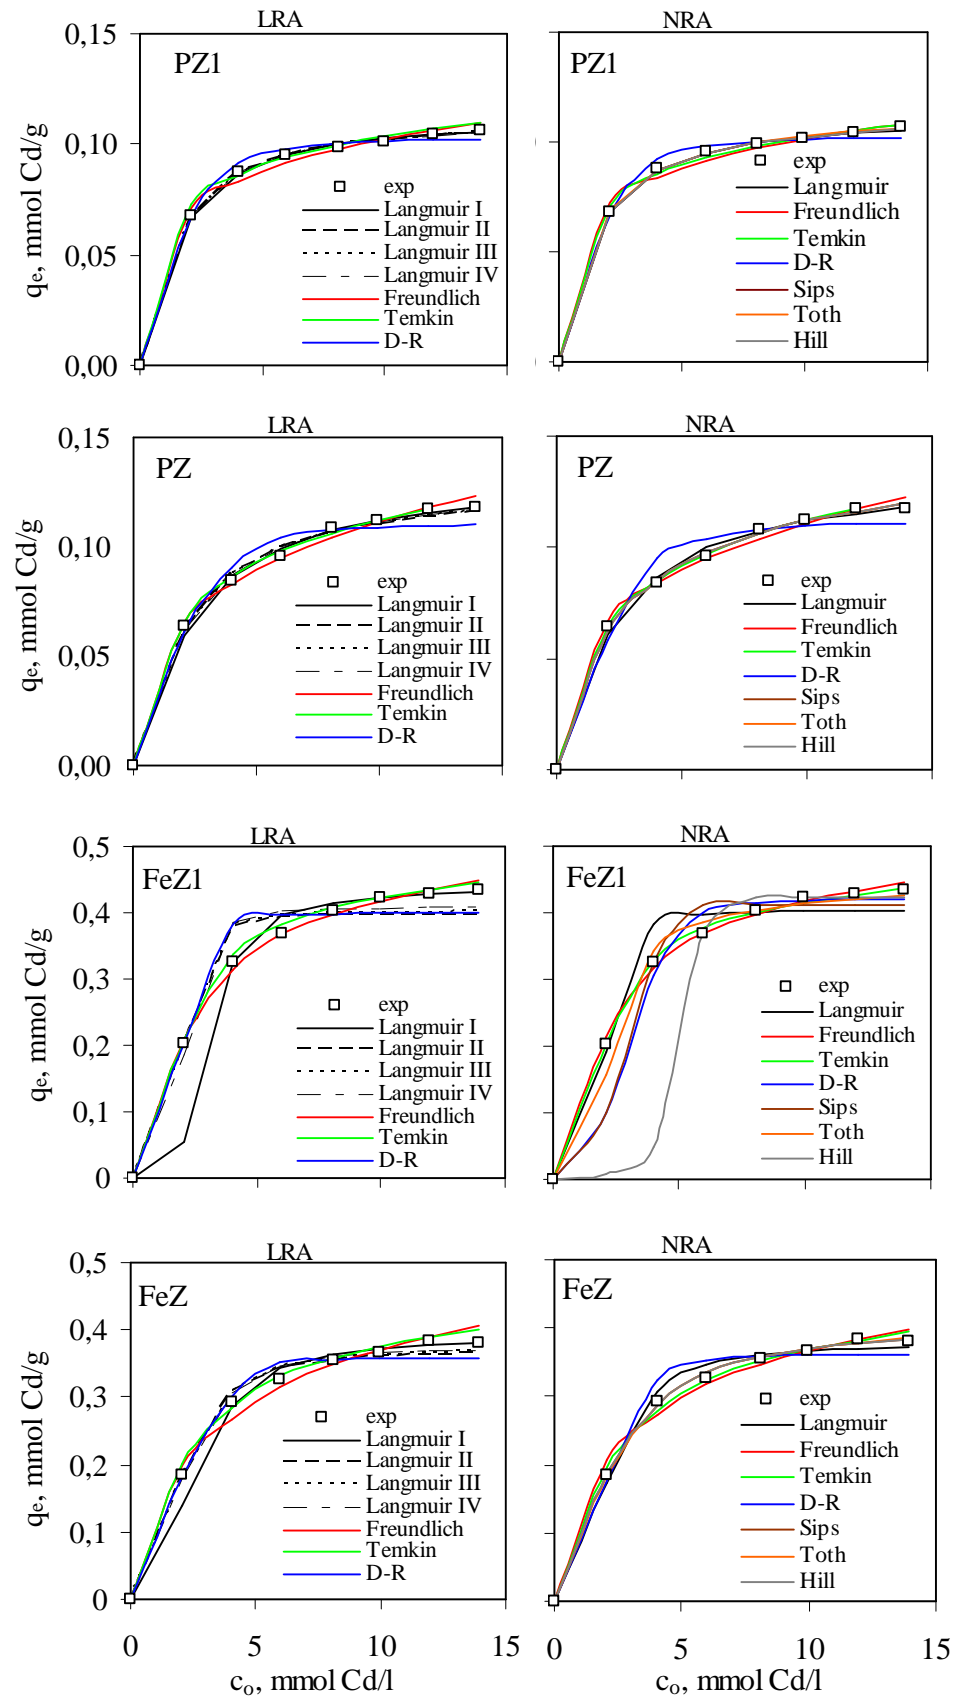 LRA
NRA
0,15
PZ1
PZ1
0,10
exp
Langmuir I
Langmuir II
Langmuir III
Langmuir IV
Freundlich
Temkin
D-R
exp
Langmuir
Freundlich
Temkin
D-R
Sips
Toth
Hill
qe, mmol Cd/g
0,05
0,00
LRA
NRA
0,15
PZ
PZ
0,10
exp
Langmuir I
Langmuir II
Langmuir III
Langmuir IV
Freundlich
Temkin
D-R
exp
Langmuir
Freundlich
Temkin
D-R
Sips
Toth
Hill
qe, mmol Cd/g
0,05
0,00
LRA
NRA
0,5
FeZ1
FeZ1
0,4
0,3
exp
Langmuir I
Langmuir II
Langmuir III
Langmuir IV
Freundlich
Temkin
D-R
exp
Langmuir
Freundlich
Temkin
D-R
Sips
Toth
Hill
qe, mmol Cd/g
0,2
0,1
0
LRA
NRA
0,5
FeZ
FeZ
0,4
0,3
exp
Langmuir I
Langmuir II
Langmuir III
Langmuir IV
Freundlich
Temkin
D-R
exp
Langmuir
Freundlich
Temkin
D-R
Sips
Toth
Hill
qe, mmol Cd/g
0,2
0,1
0
0 5 10 15
0 5 10 15
co, mmol Cd/l
co, mmol Cd/l